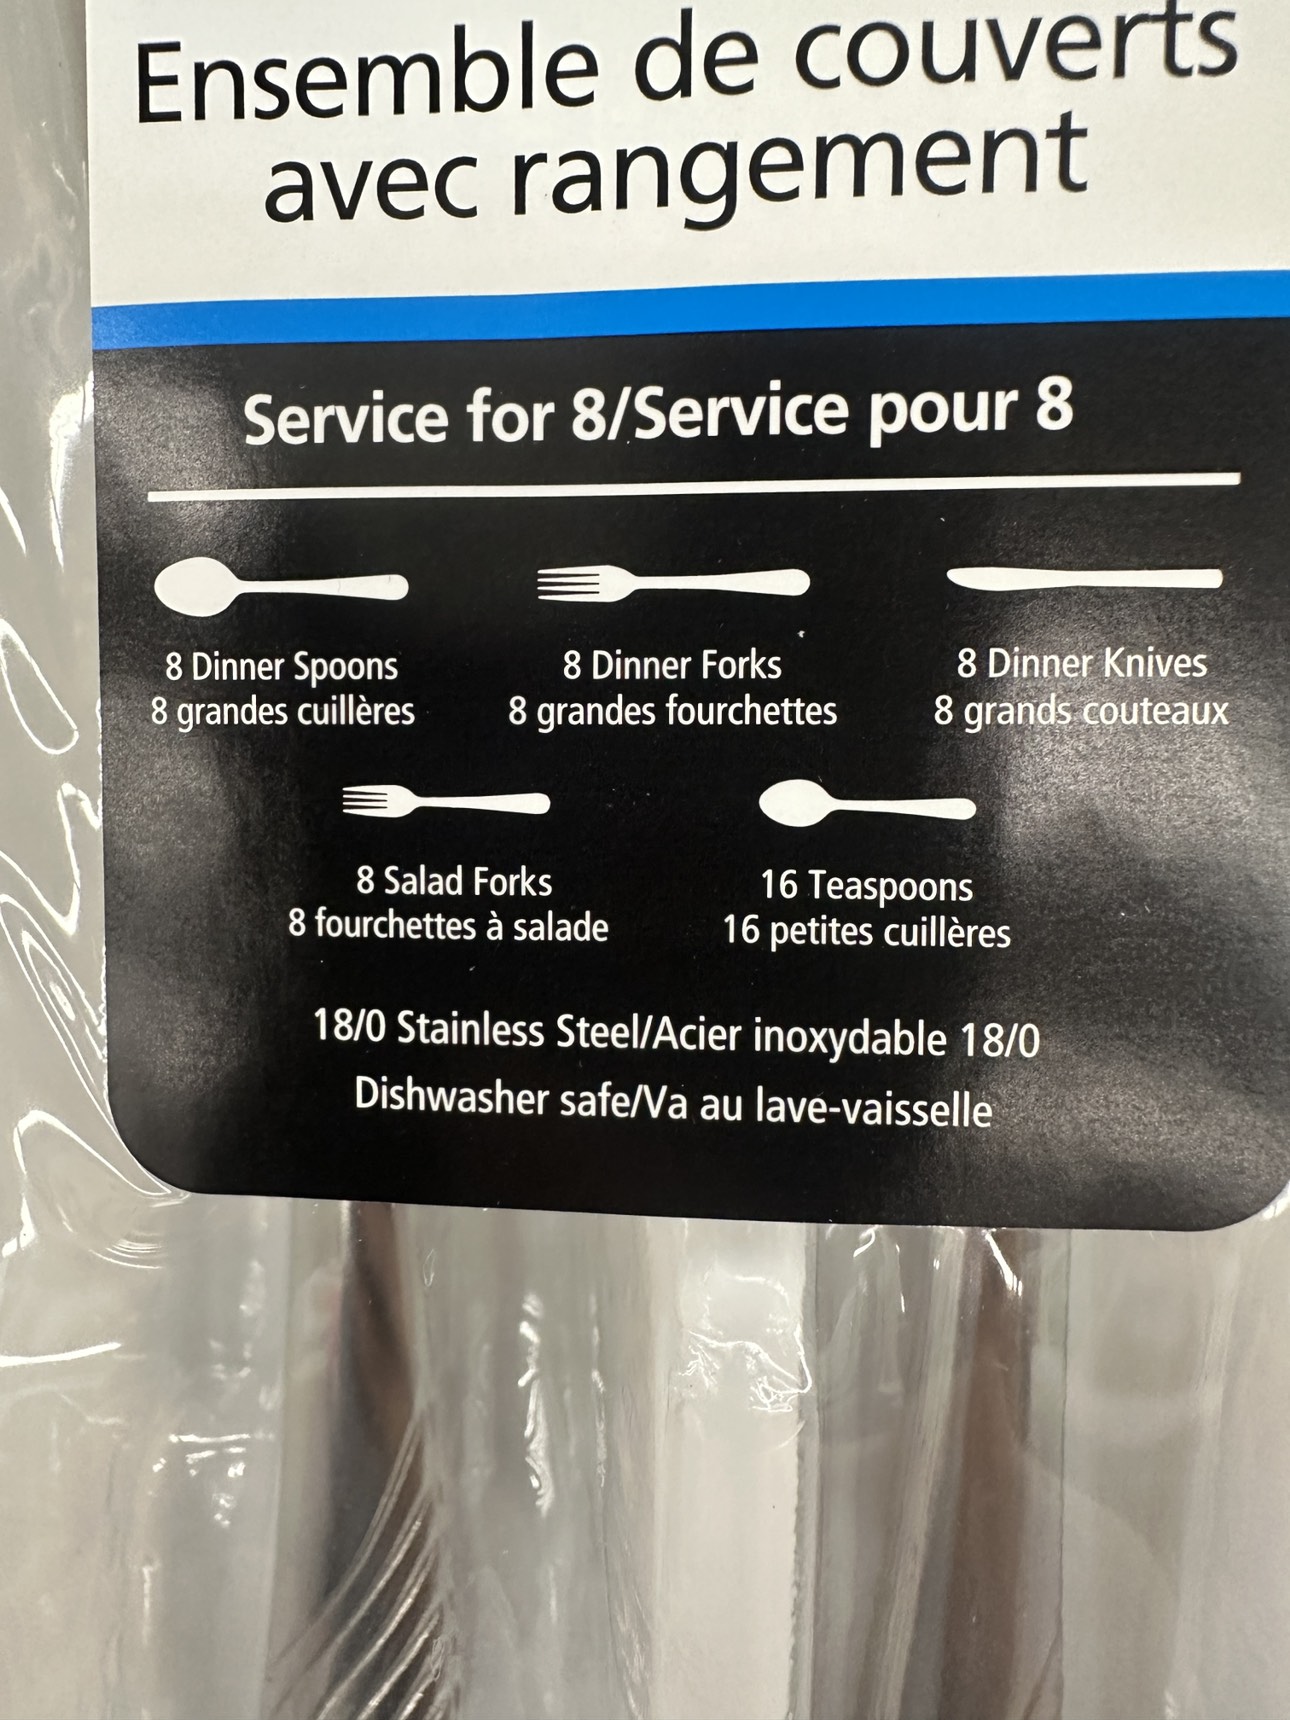 Ensemble de couverts
avec rangement
Service for 8/Service pour 8
8 Dinner Spoons
8 grandes cuillères
8 Dinner Forks
8 grandes fourchettes
8 Dinner Knives
8 grands couteaux
8 Salad Forks
8 fourchettes à salade
16 Teaspoons
16 petites cuillères
18/0 Stainless Steel/Acier inoxydable 18/0
Dishwasher safe/Va au lave-vaisselle